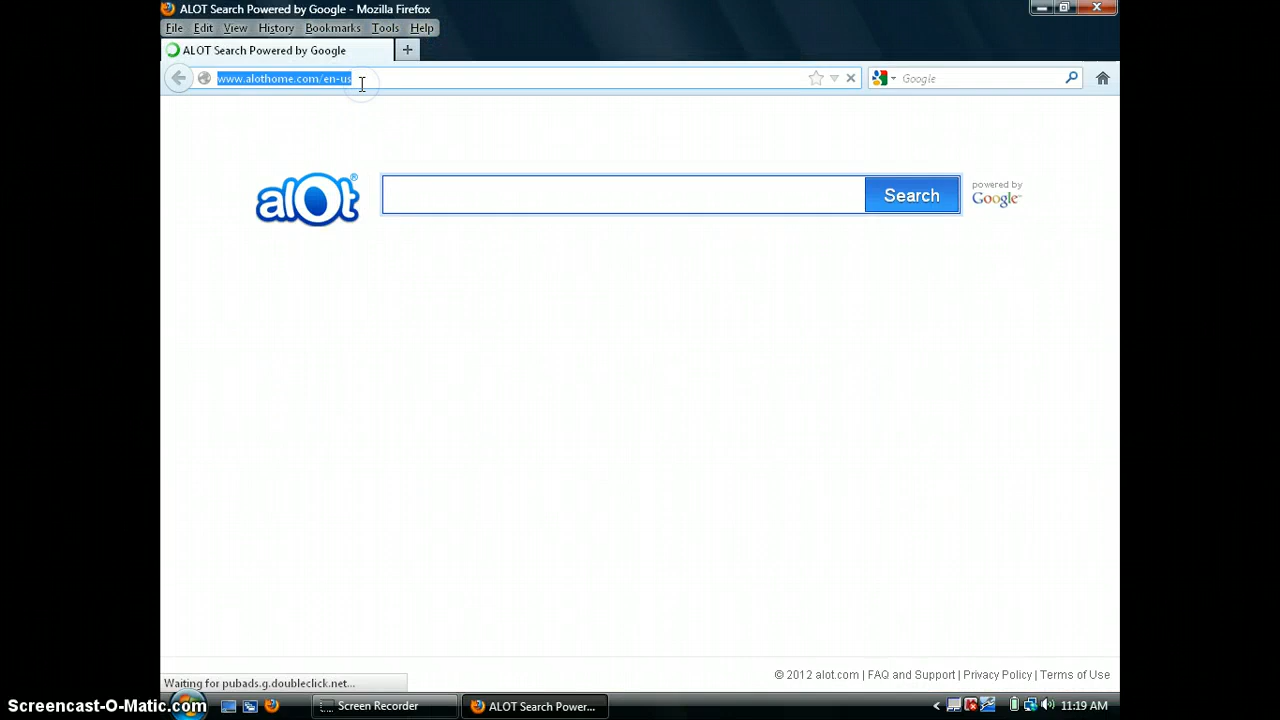 ALOT Search Powered by Google - Mozilla Firefox
File Edit View History Bookmarks Tools Help
ALOT Search Powered by Google
www.alothome.com/en-us
Google
alOt®
Search
powered by
Google™
© 2012 alot.com | FAQ and Support | Privacy Policy | Terms of Use
Waiting for pubads.g.doubleclick.net...
Screencast-O-Matic.com
Screen Recorder
ALOT Search Power...
11:19 AM